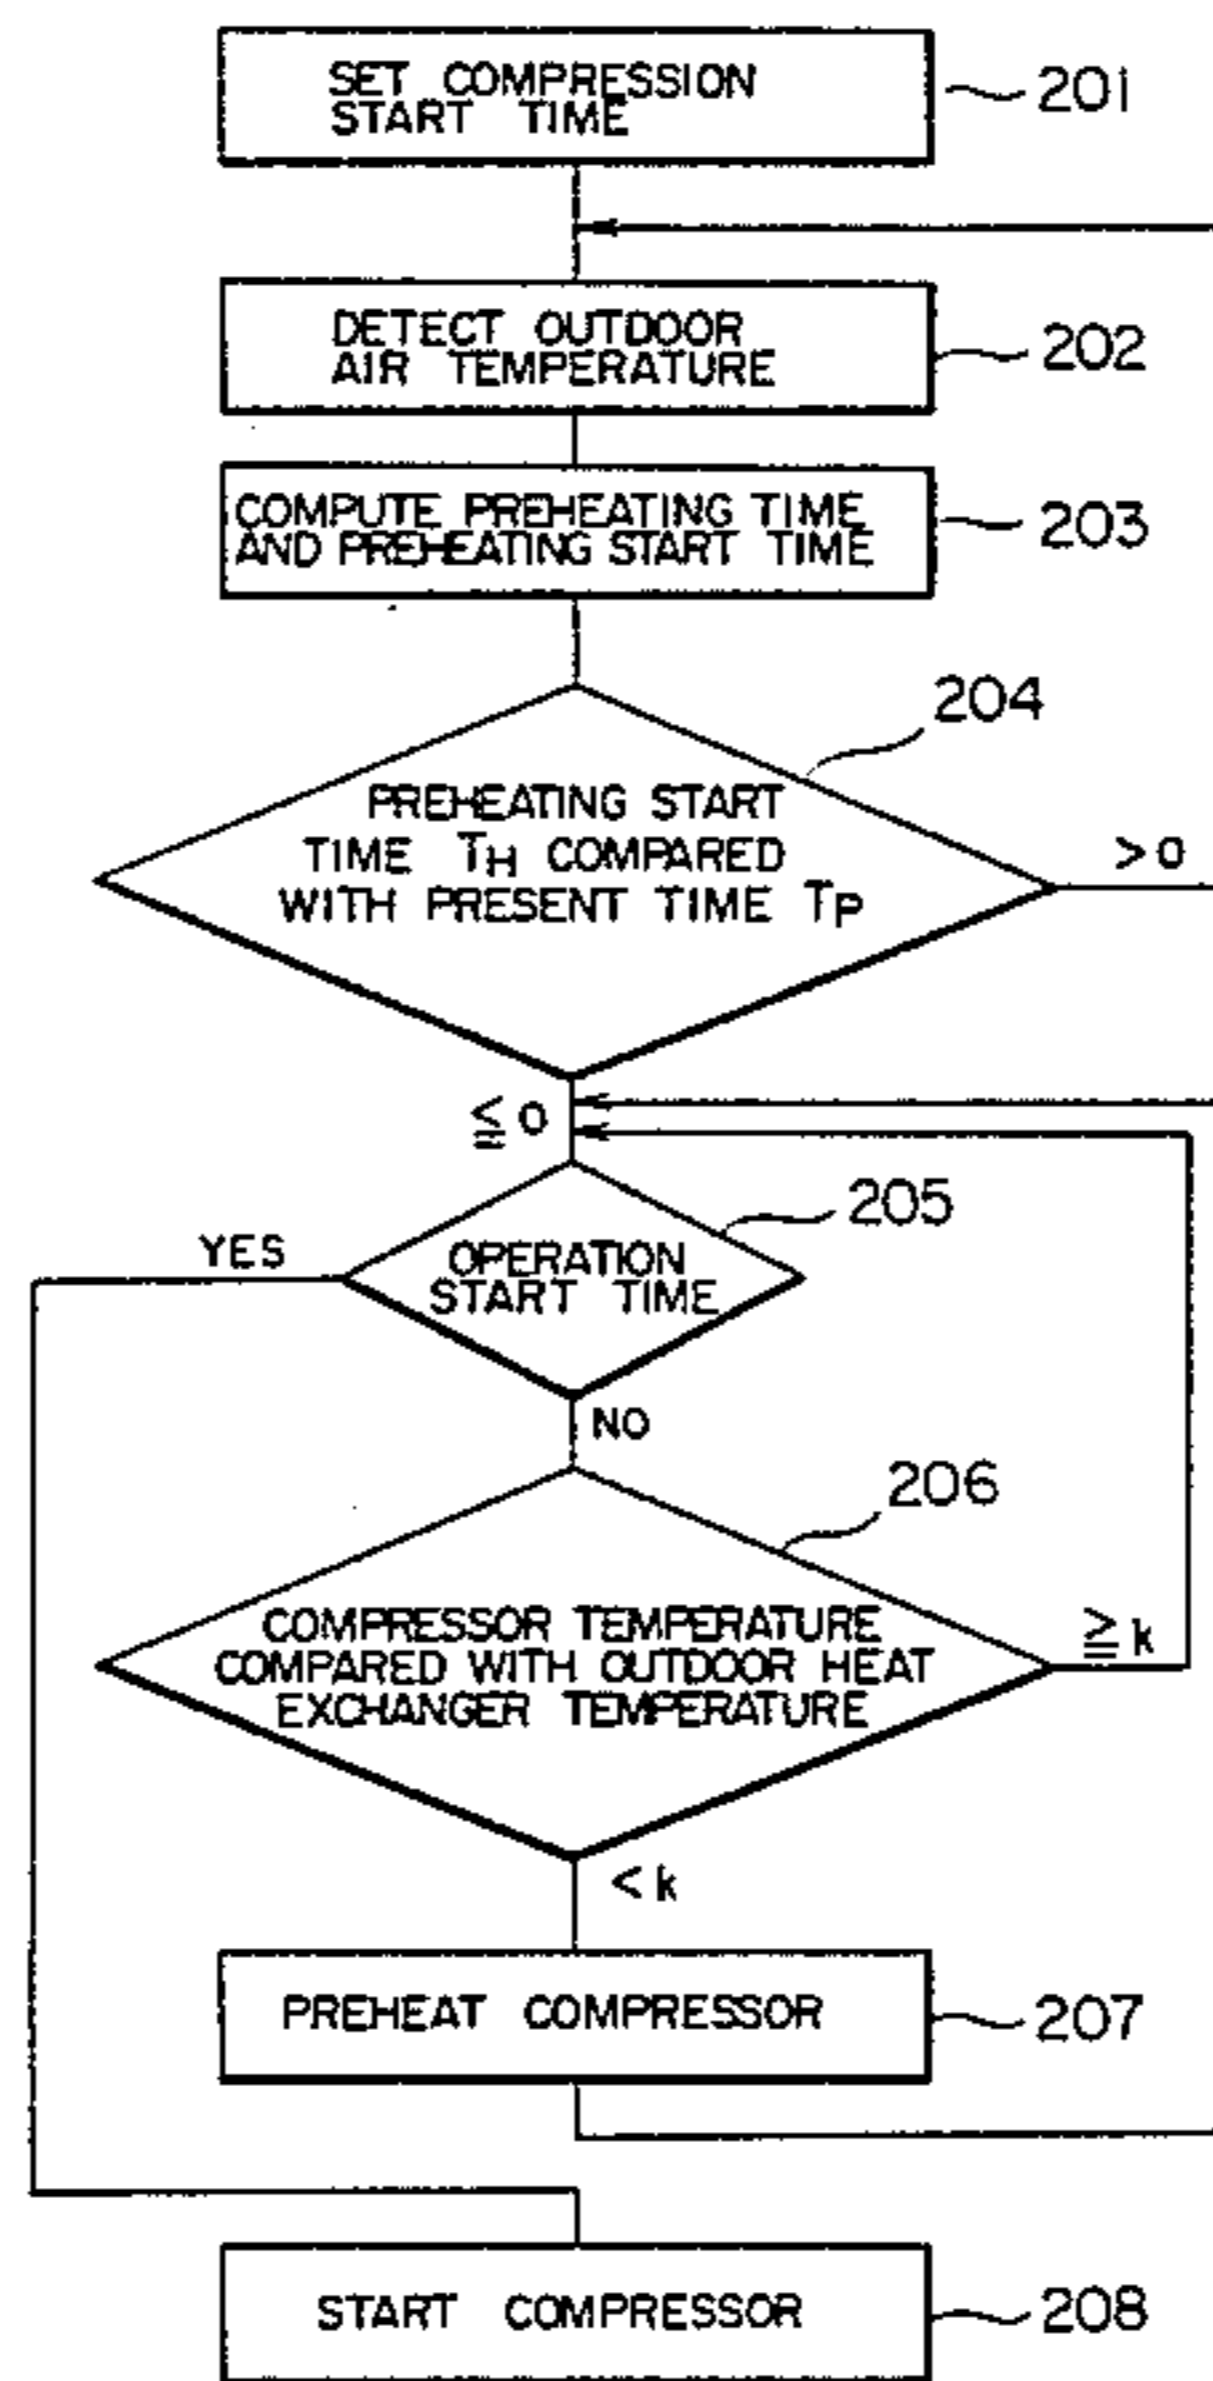 SET COMPRESSION
START TIME
201
DETECT OUTDOOR
AIR TEMPERATURE
202
COMPUTE PREHEATING TIME
AND PREHEATING START TIME
203
204
PREHEATING START
TIME TH COMPARED
WITH PRESENT TIME TP
>0
≦0
205
YES
OPERATION
START TIME
NO
206
COMPRESSOR TEMPERATURE
COMPARED WITH OUTDOOR HEAT
EXCHANGER TEMPERATURE
≧k
<k
PREHEAT COMPRESSOR
207
START COMPRESSOR
208